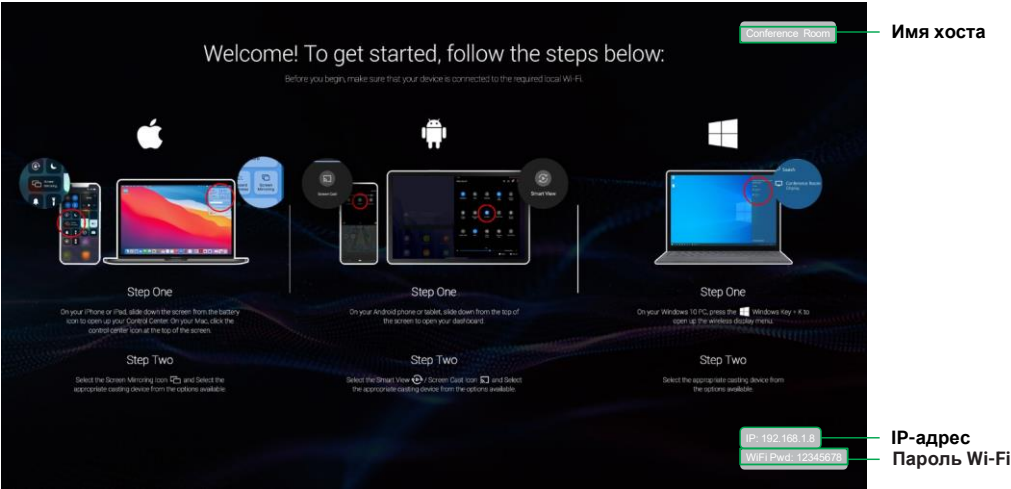 Conference Room
Имя хоста
Welcome! To get started, follow the steps below:
Before you begin, make sure that your device is connected to the required local Wi-Fi.
Screen Mirroring
Screen Mirroring
Screen Cast
Smart View
Search
Conference Room
Display
Step One
On your iPhone or iPad, slide down the screen from the battery
icon to open up your Control Center. On your Mac, click the
control center icon at the top of the screen.
Step Two
Select the Screen Mirroring Icon and Select the
appropriate casting device from the options available.
Step One
On your Android phone or tablet, slide down from the top of
the screen to open your dashboard.
Step Two
Select the Smart View / Screen Cast Icon and Select
the appropriate casting device from the options available.
Step One
On your Windows 10 PC, press the Windows Key + K to
open up the wireless display menu.
Step Two
Select the appropriate casting device from
the options available.
IP: 192.168.1.8
IP-адрес
WiFi Pwd: 12345678
Пароль Wi-Fi